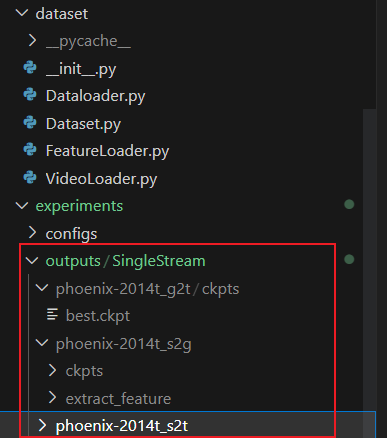 dataset
__pycache__
__init__.py
Dataloader.py
Dataset.py
FeatureLoader.py
VideoLoader.py
experiments
configs
outputs / SingleStream
phoenix-2014t_g2t / ckpts
best.ckpt
phoenix-2014t_s2g
ckpts
extract_feature
phoenix-2014t_s2t